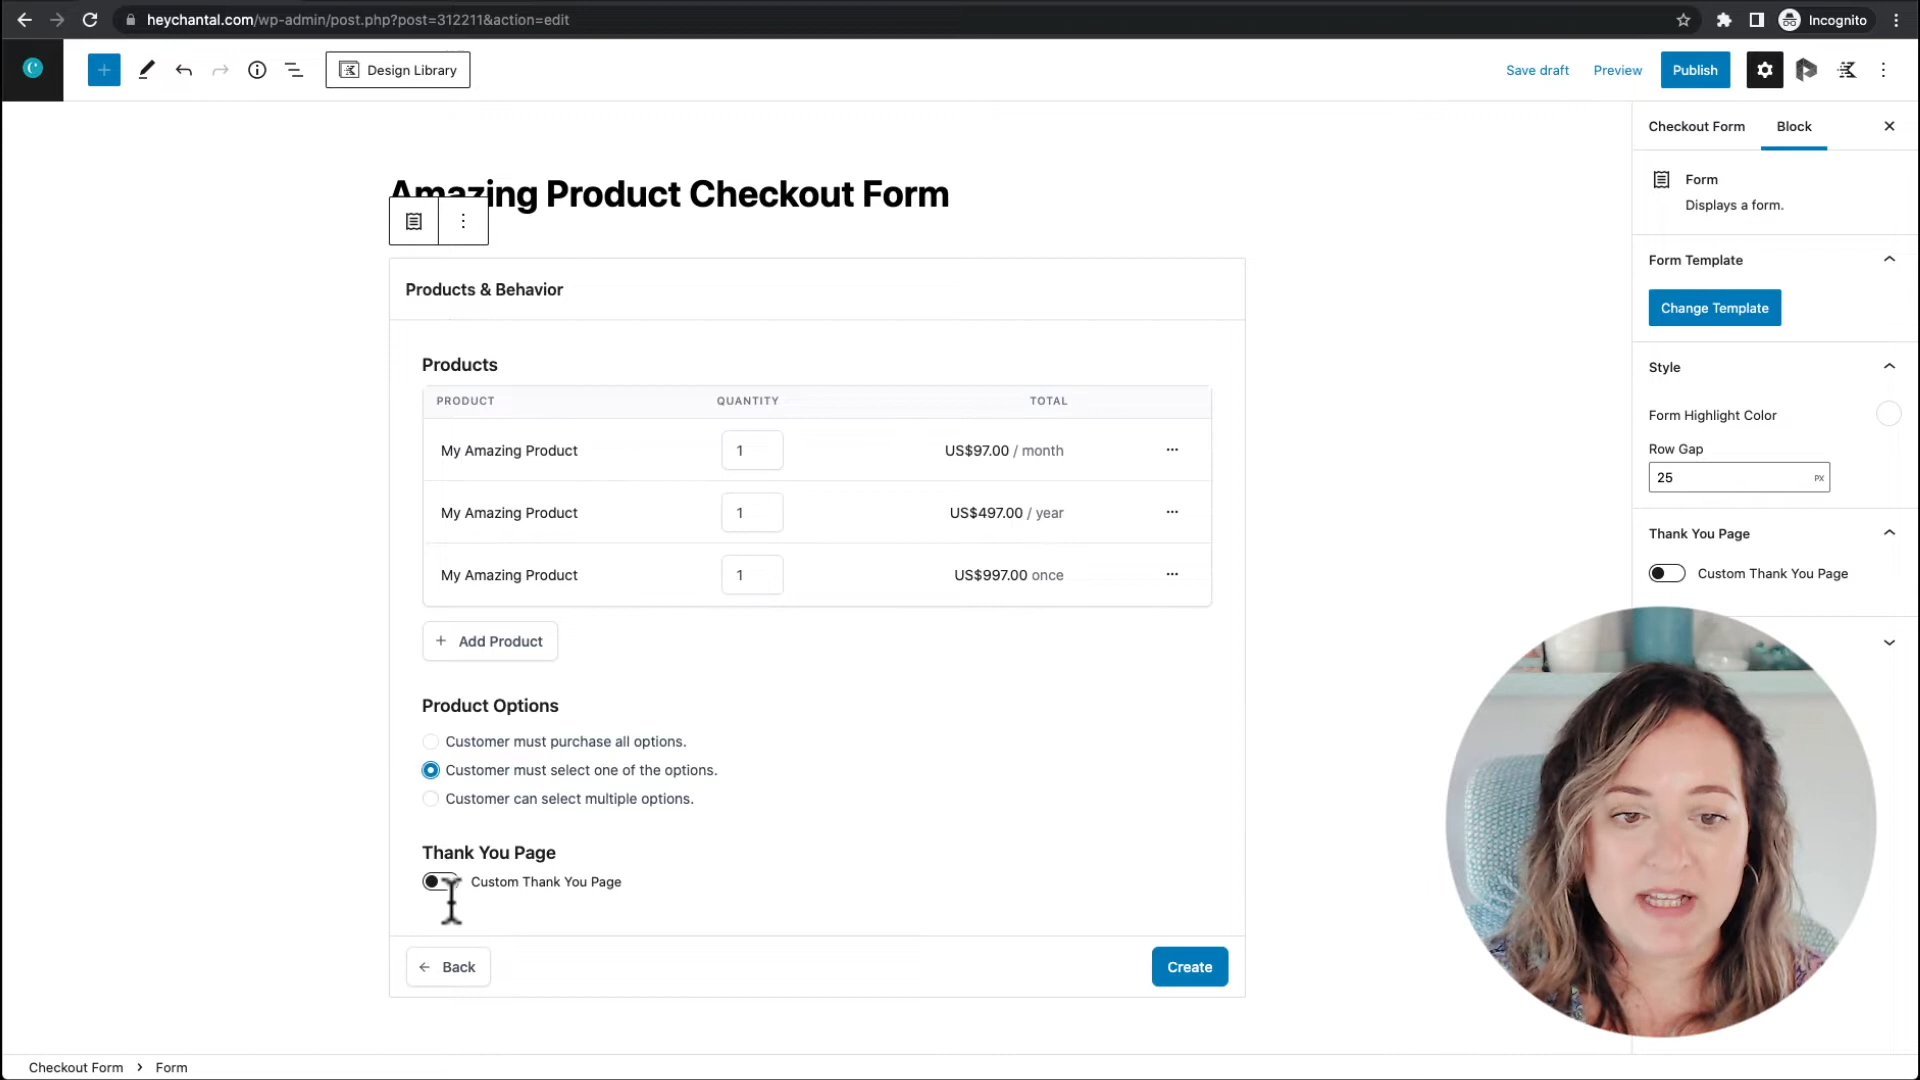 heychantal.com/wp-admin/post.php?post=312211&action=edit
Incognito
Design Library
Save draft
Preview
Publish
Checkout Form
Block
Amazing Product Checkout Form
Form
Displays a form.
Form Template
Change Template
Style
Form Highlight Color
Row Gap
25
PX
Thank You Page
Custom Thank You Page
Products & Behavior
Products
PRODUCT QUANTITY TOTAL
My Amazing Product 1 US$97.00 / month
My Amazing Product 1 US$497.00 / year
My Amazing Product 1 US$997.00 once
+ Add Product
Product Options
Customer must purchase all options.
Customer must select one of the options.
Customer can select multiple options.
Thank You Page
Custom Thank You Page
← Back
Create
Checkout Form > Form